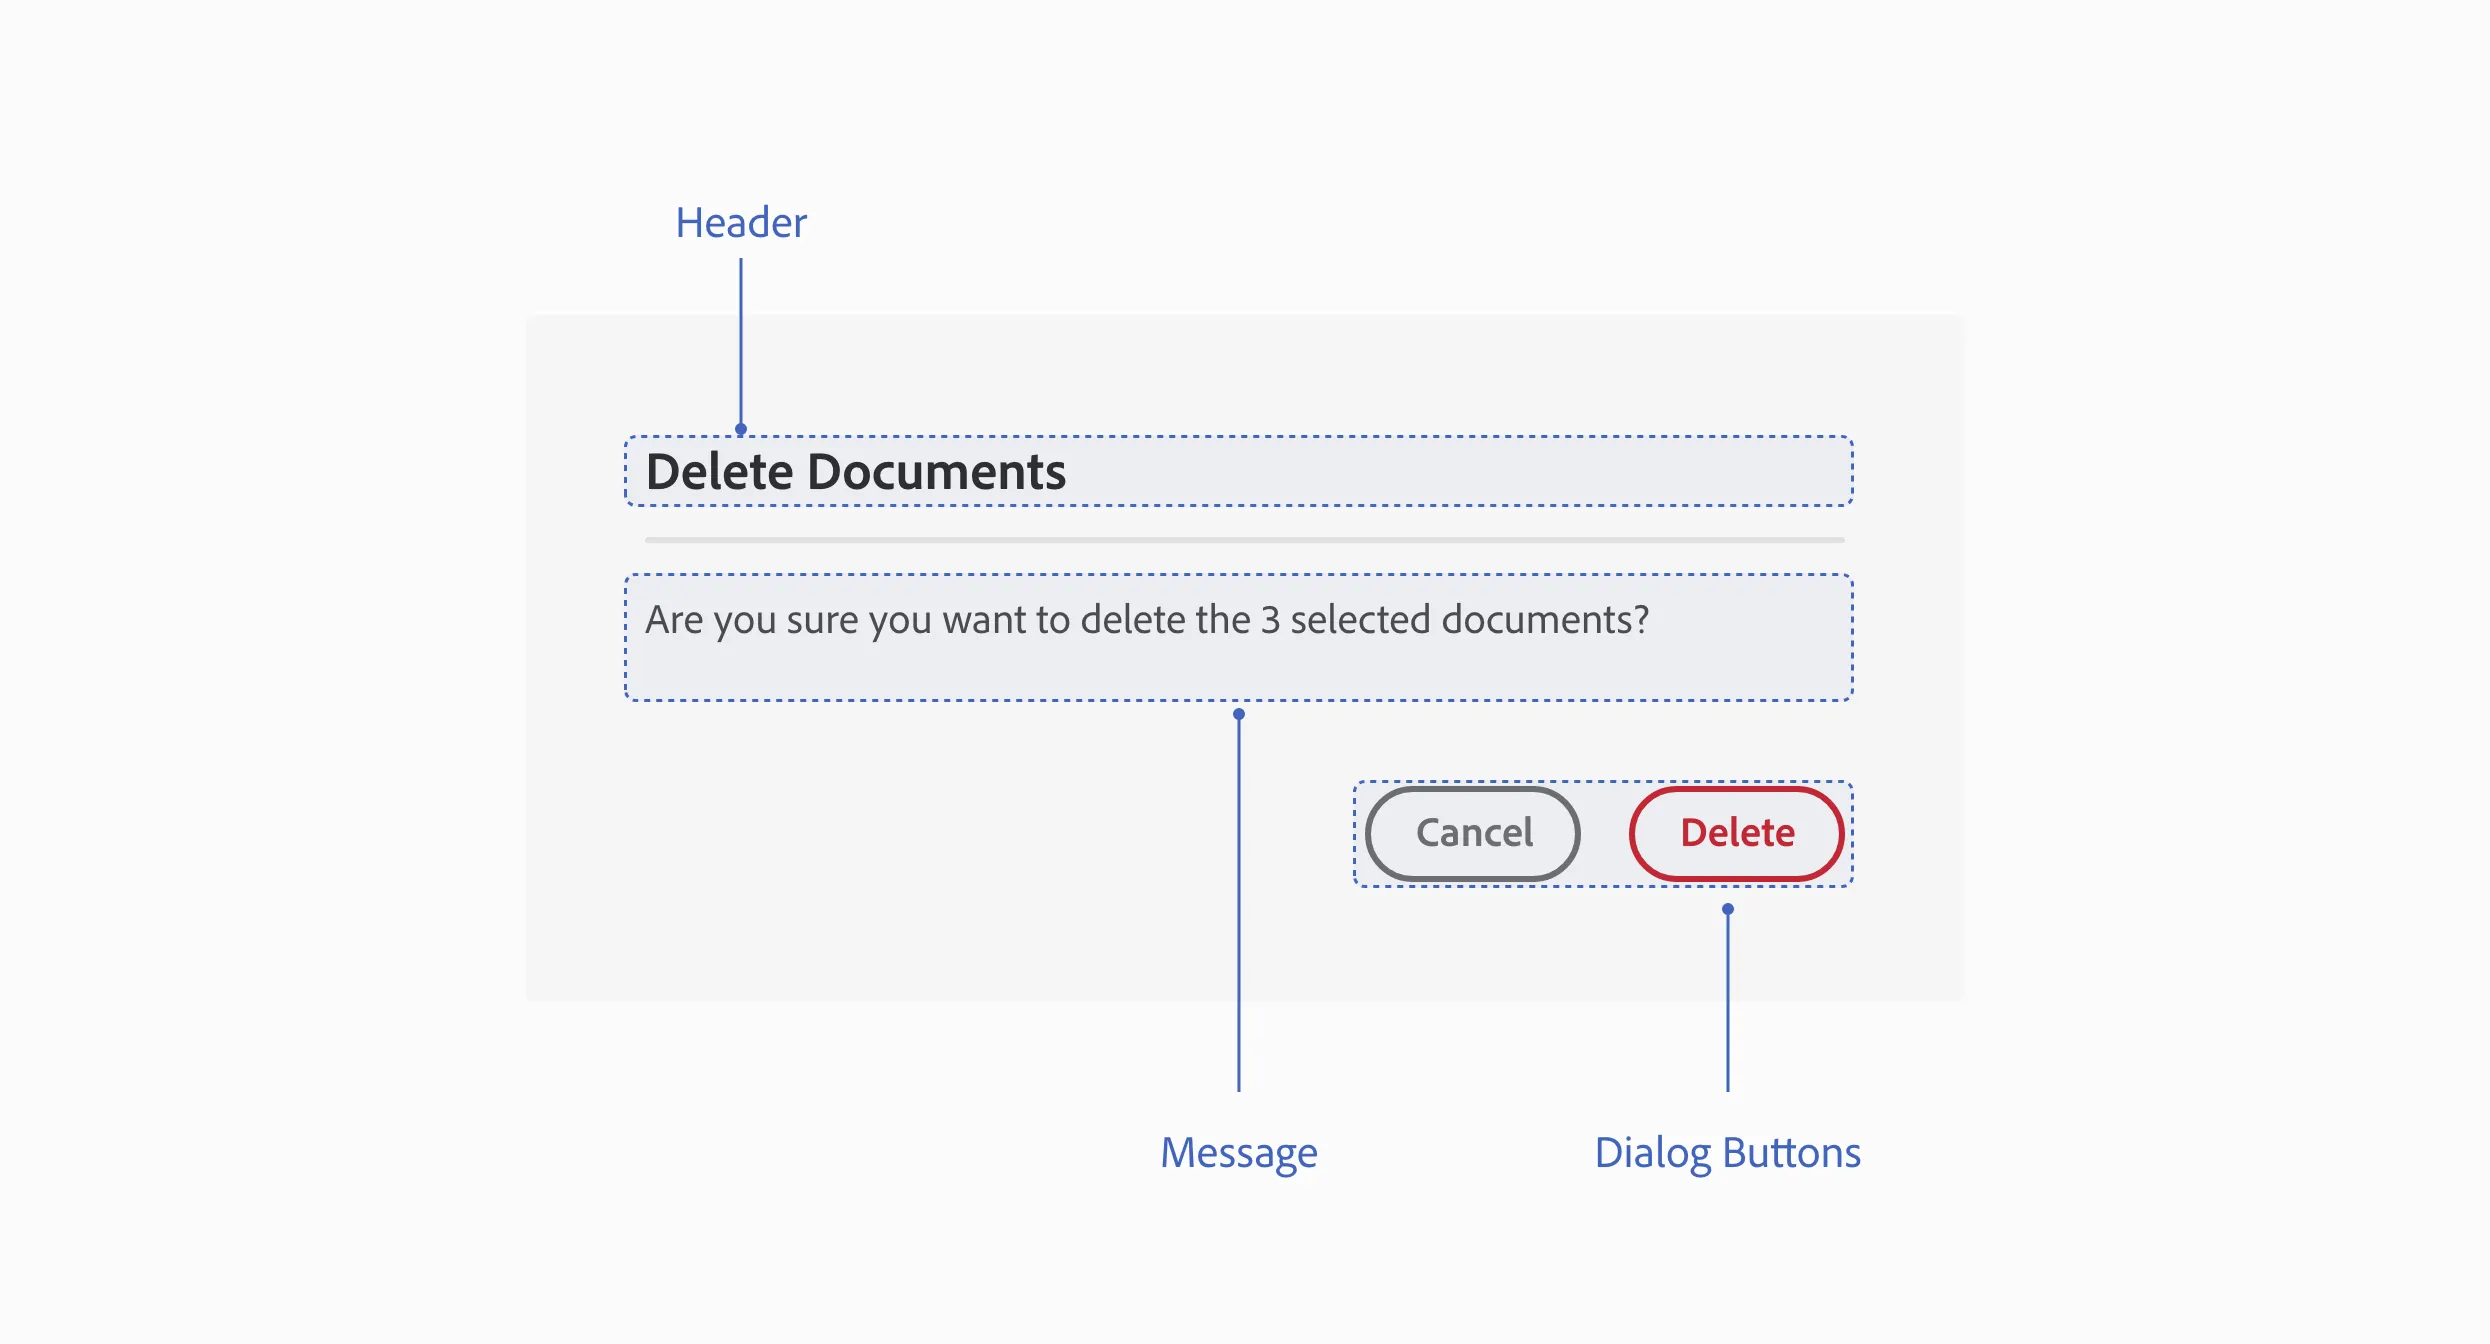 Header
Delete Documents
Are you sure you want to delete the 3 selected documents?
Cancel
Delete
Message
Dialog Buttons